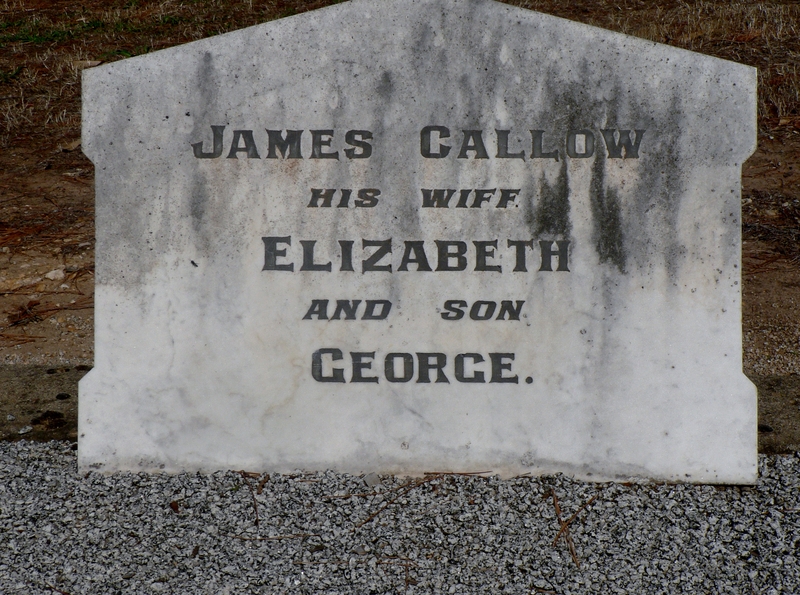 JAMES CALLOW
HIS WIFE
ELIZABETH
AND SON
GEORGE.